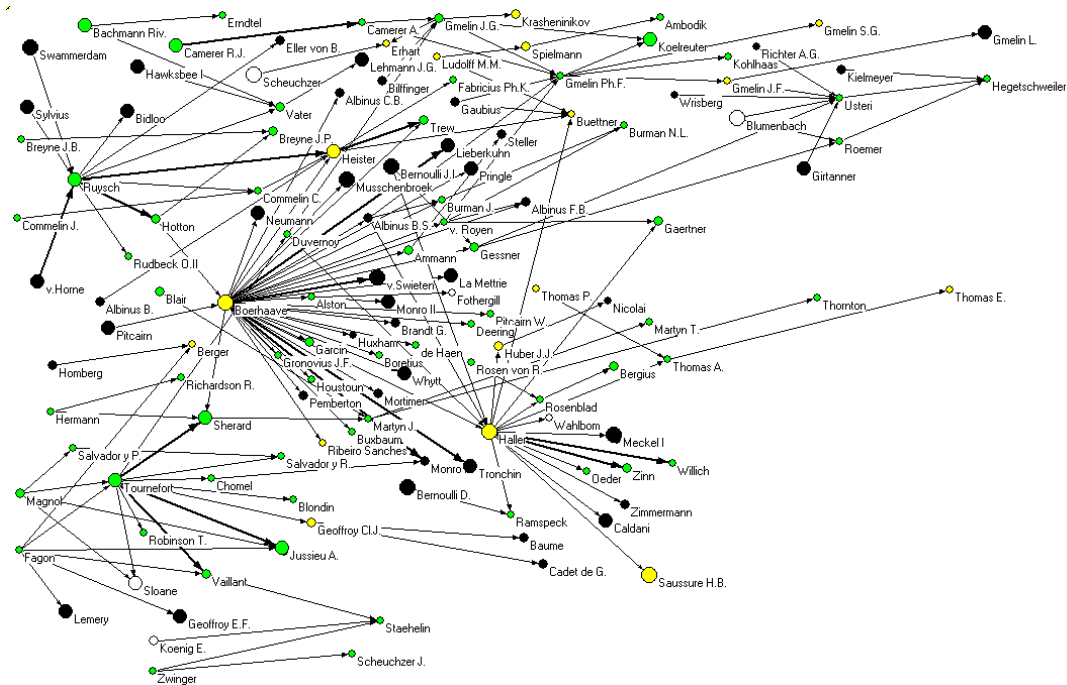 Erndtel
Bachmann Riv.
Camerer A.
Gmelin J.G.
Krasheninikov
Ambodik
Gmelin S.G.
Swammerdam
Camerer R.J.
Eller von B.
Erhart
Spielmann
Koelreuter
Richter A.G.
Gmelin L.
Hawksbee I
Scheuchzer
Lehmann J.G.
Ludolff M.M.
Kohlhaas
Kielmeyer
Bilffinger
Fabricius Ph.K.
Gmelin Ph.F.
Gmelin J.F.
Hegetschweiler
Sylvius
Bidloo
Vater
Albinus C.B.
Gaubius
Buettner
Wrisberg
Usteri
Blumenbach
Breyne J.B.
Breyne J.P.
Trew
Steller
Burman N.L.
Heister
Lieberkuhn
Roemer
Ruysch
Bernoulli J.I.
Pringle
Girtanner
Musschenbroek
Commelin C.
Commelin J.
Neumann
Burman J.
Albinus F.B.
Hotton
Albinus B.S.
v. Royen
Gaertner
Duvernoy
Rudbeck O.II
Ammann
Gessner
v.Horne
v.Swieten
La Mettrie
Blair
Fothergill
Thomas P.
Thomas E.
Albinus B.
Boerhaave
Alston
Monro II
Nicolai
Thornton
Pitcairn
Pitcairn W.
Brandt G.
Deering
Martyn T.
Huxham
Berger
Garcin
de Haen
Huber J.J.
Homberg
Gronovius J.F.
Boretius
Rosen von R.
Thomas A.
Richardson R.
Whytt
Bergius
Houstoun
Pemberton
Mortimer
Rosenblad
Hermann
Sherard
Martyn J.
Wahlbom
Buxbaum
Haller
Meckel I
Ribeiro Sanches
Salvador y P.
Salvador y R.
Monro I
Tronchin
Oeder
Zinn
Willich
Tournefort
Chomel
Magnol
Blondin
Bernoulli D.
Zimmermann
Geoffroy Cl.J.
Ramspeck
Caldani
Robinson T.
Baume
Fagon
Jussieu A.
Cadet de G.
Sloane
Vaillant
Saussure H.B.
Lemery
Geoffroy E.F.
Staehelin
Koenig E.
Scheuchzer J.
Zwinger